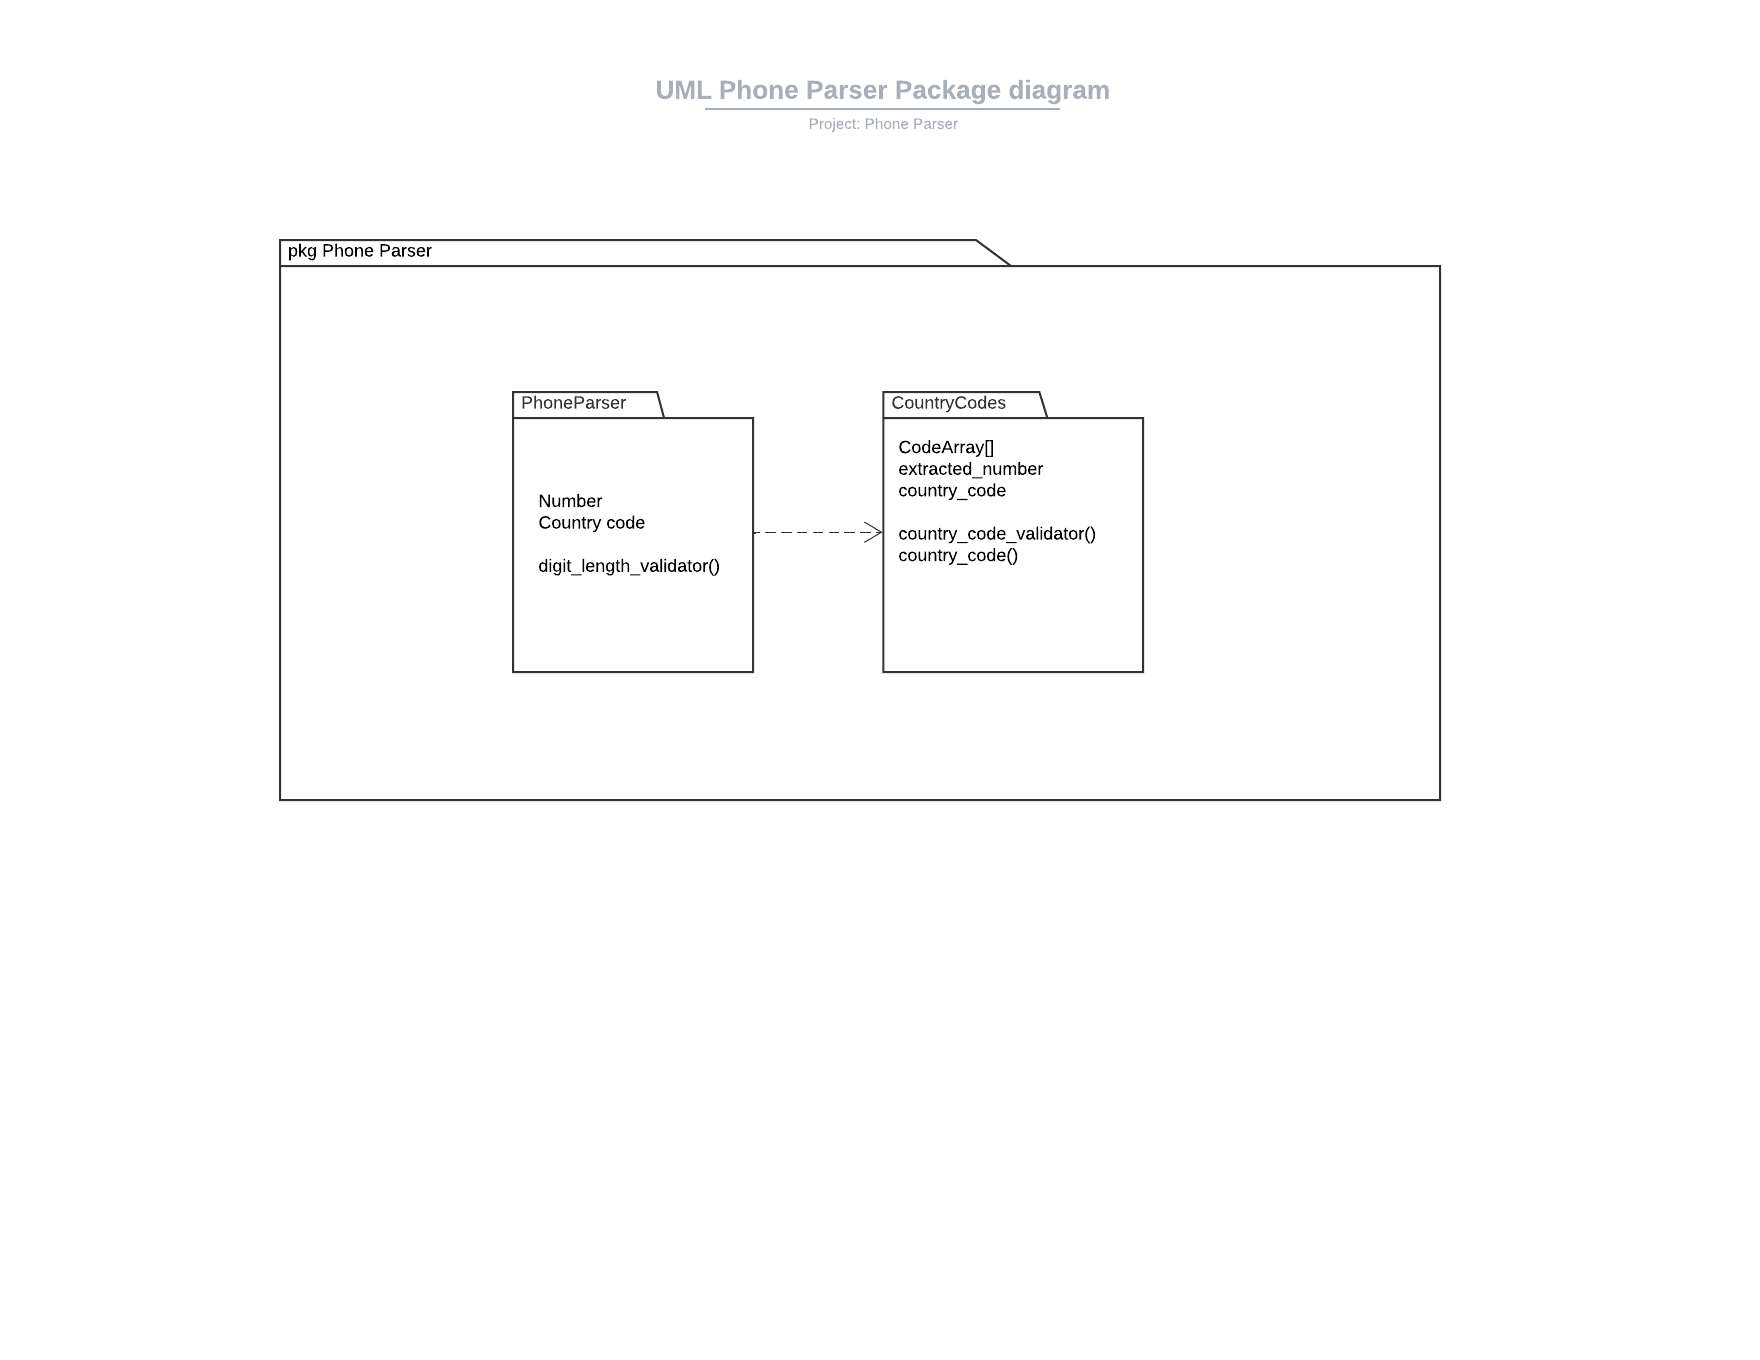 UML Phone Parser Package diagram
Project: Phone Parser
pkg Phone Parser
PhoneParser
Number
Country code
digit_length_validator()
CountryCodes
CodeArray[]
extracted_number
country_code
country_code_validator()
country_code()